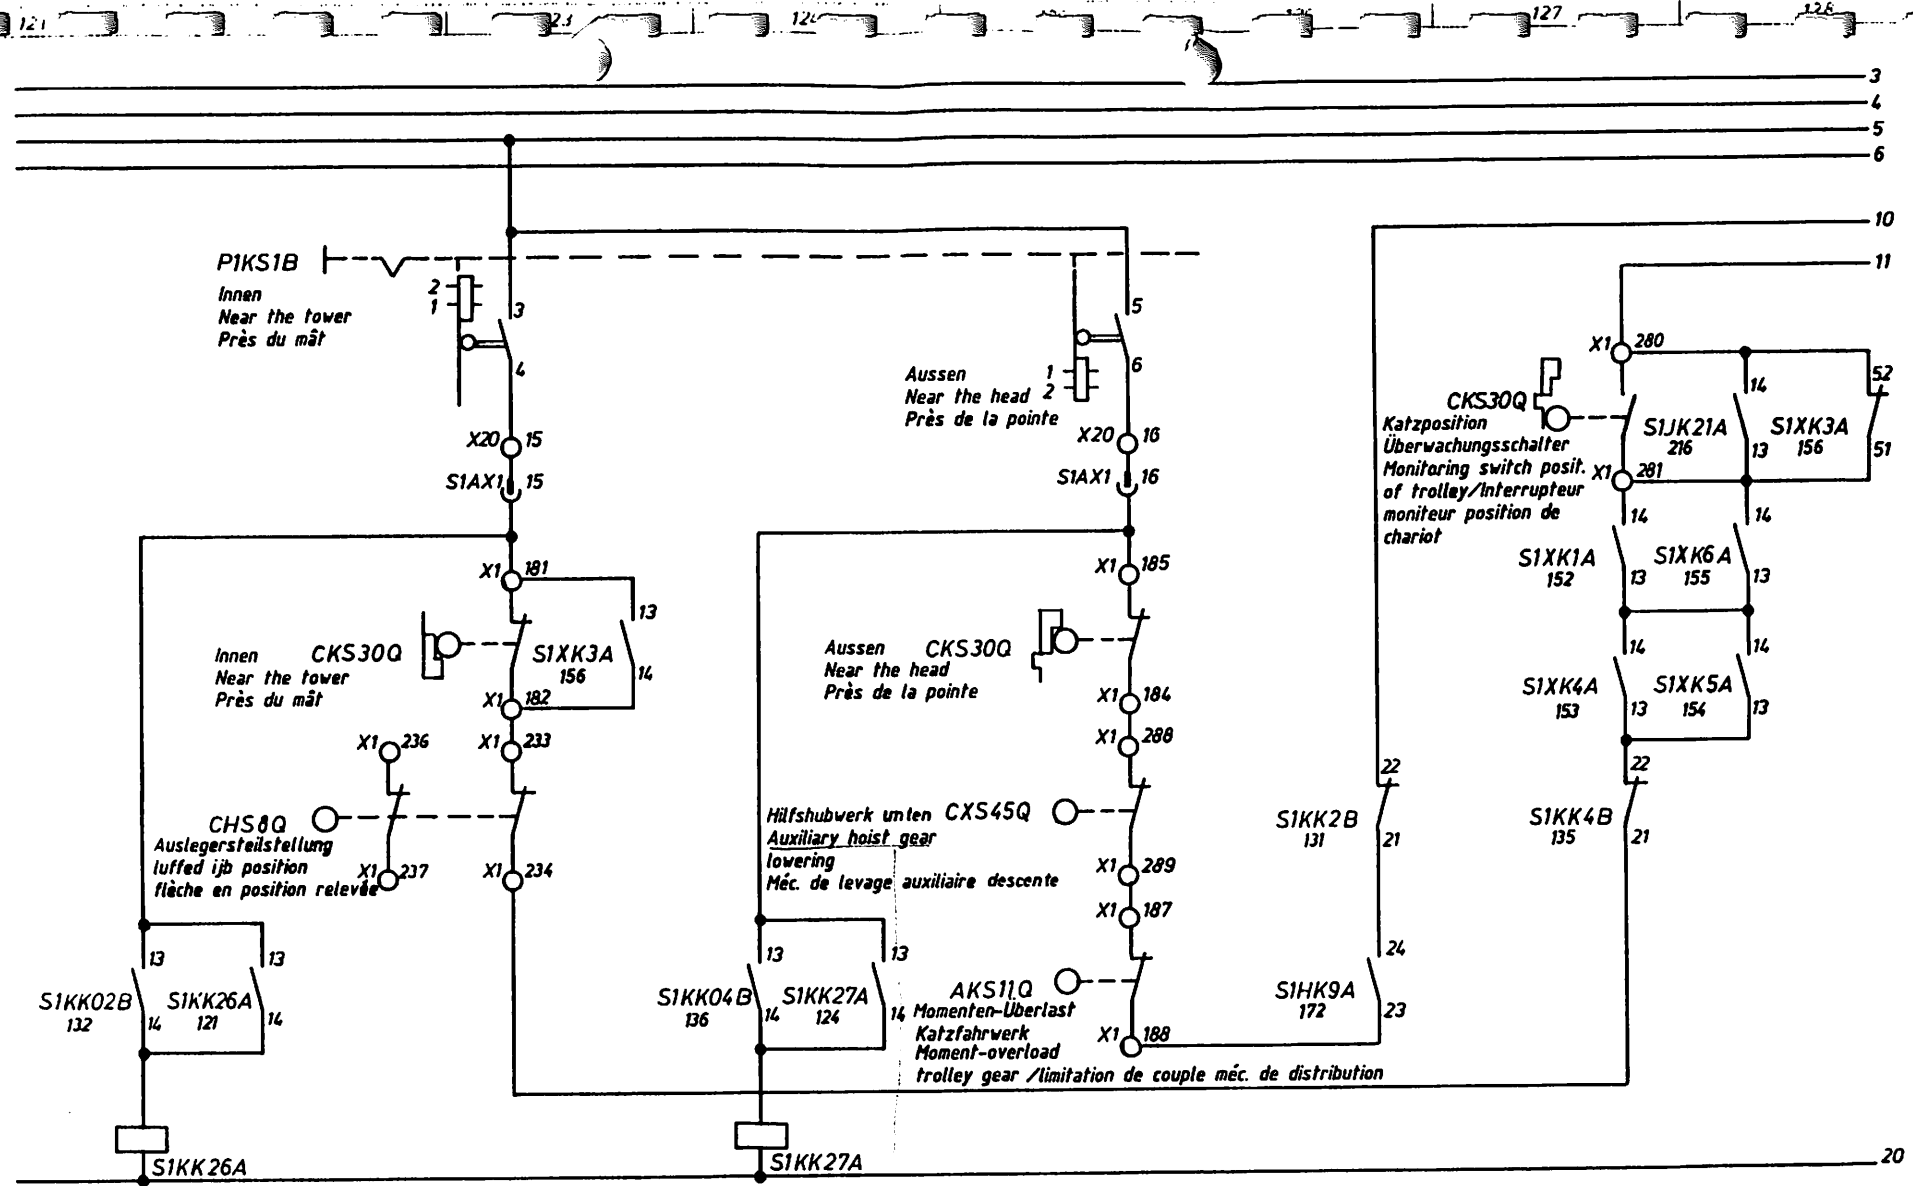 121
23
124
127
128
3
4
5
6
10
11
P1KS1B
Innen
Near the tower
Près du mât
2
1
3
4
Aussen
Near the head
Près de la pointe
1
2
5
6
X20 15
S1AX1 15
X20 16
S1AX1 16
X1 280
CKS30Q
Katzposition
Überwachungsschalter
Monitoring switch posit.
of trolley/Interrupteur
moniteur position de
chariot
X1 281
S1JK21A
216
14
13
S1XK3A
156
52
51
S1XK1A
152
14
13
S1XK6A
155
14
13
S1XK4A
153
14
13
S1XK5A
154
14
13
X1 181
Innen
Near the tower
Près du mât
CKS30Q
S1XK3A
156
13
14
X1 182
X1 236
X1 233
CHS8Q
Auslegersteilstellung
luffed ijb position
flèche en position relevée
X1 237
X1 234
X1 185
Aussen
Near the head
Près de la pointe
CKS30Q
X1 184
X1 288
Hilfshubwerk unten CXS45Q
Auxiliary hoist gear
lowering
Méc. de levage auxiliaire descente
X1 289
X1 187
S1KK2B
131
22
21
S1KK4B
135
22
21
S1KK02B
132
13
14
S1KK26A
121
13
14
S1KK04B
136
13
14
S1KK27A
124
13
14
AKS11Q
Momenten-Überlast
Katzfahrwerk
Moment-overload
trolley gear /limitation de couple méc. de distribution
X1 188
S1HK9A
172
24
23
S1KK26A
S1KK27A
20